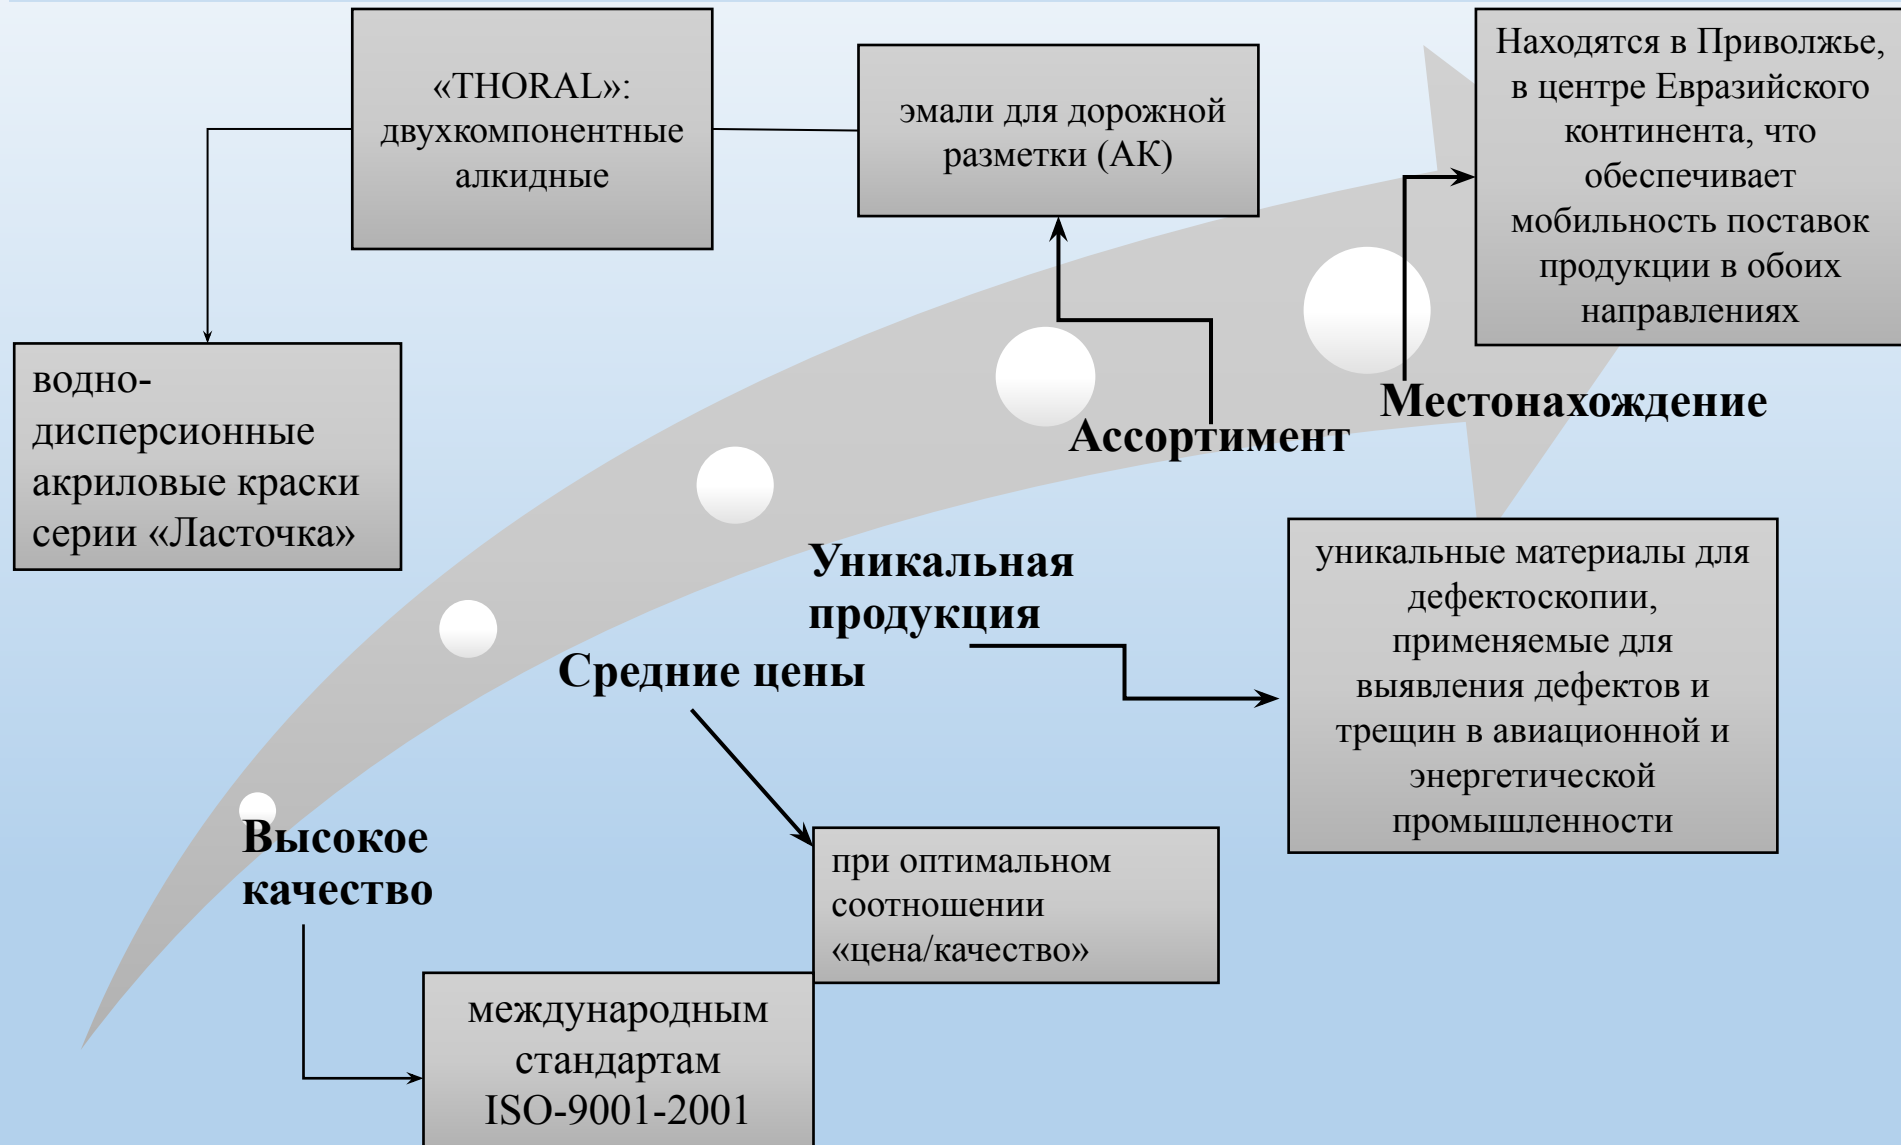 «THORAL»:
двухкомпонентные
алкидные
эмали для дорожной
разметки (АК)
Находятся в Приволжье,
в центре Евразийского
континента, что
обеспечивает
мобильность поставок
продукции в обоих
направлениях
водно-
дисперсионные
акриловые краски
серии «Ласточка»
Местонахождение
Ассортимент
Уникальная
продукция
уникальные материалы для
дефектоскопии,
применяемые для
выявления дефектов и
трещин в авиационной и
энергетической
промышленности
Средние цены
при оптимальном
соотношении
«цена/качество»
Высокое
качество
международным
стандартам
ISO-9001-2001